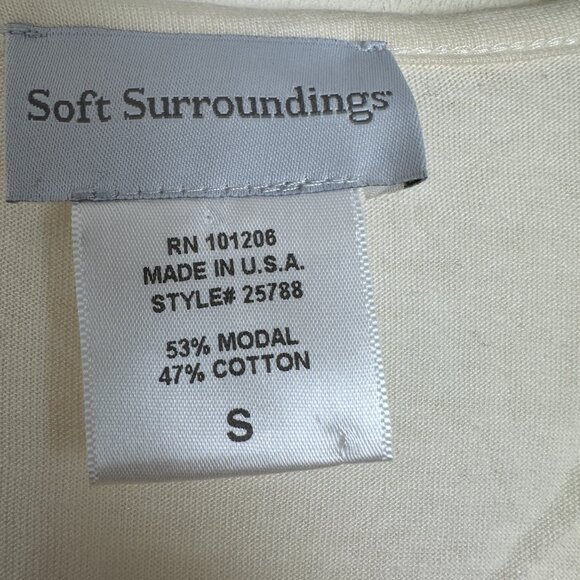 Soft Surroundings
RN 101206
MADE IN U.S.A.
STYLE# 25788
53% MODAL
47% COTTON
S